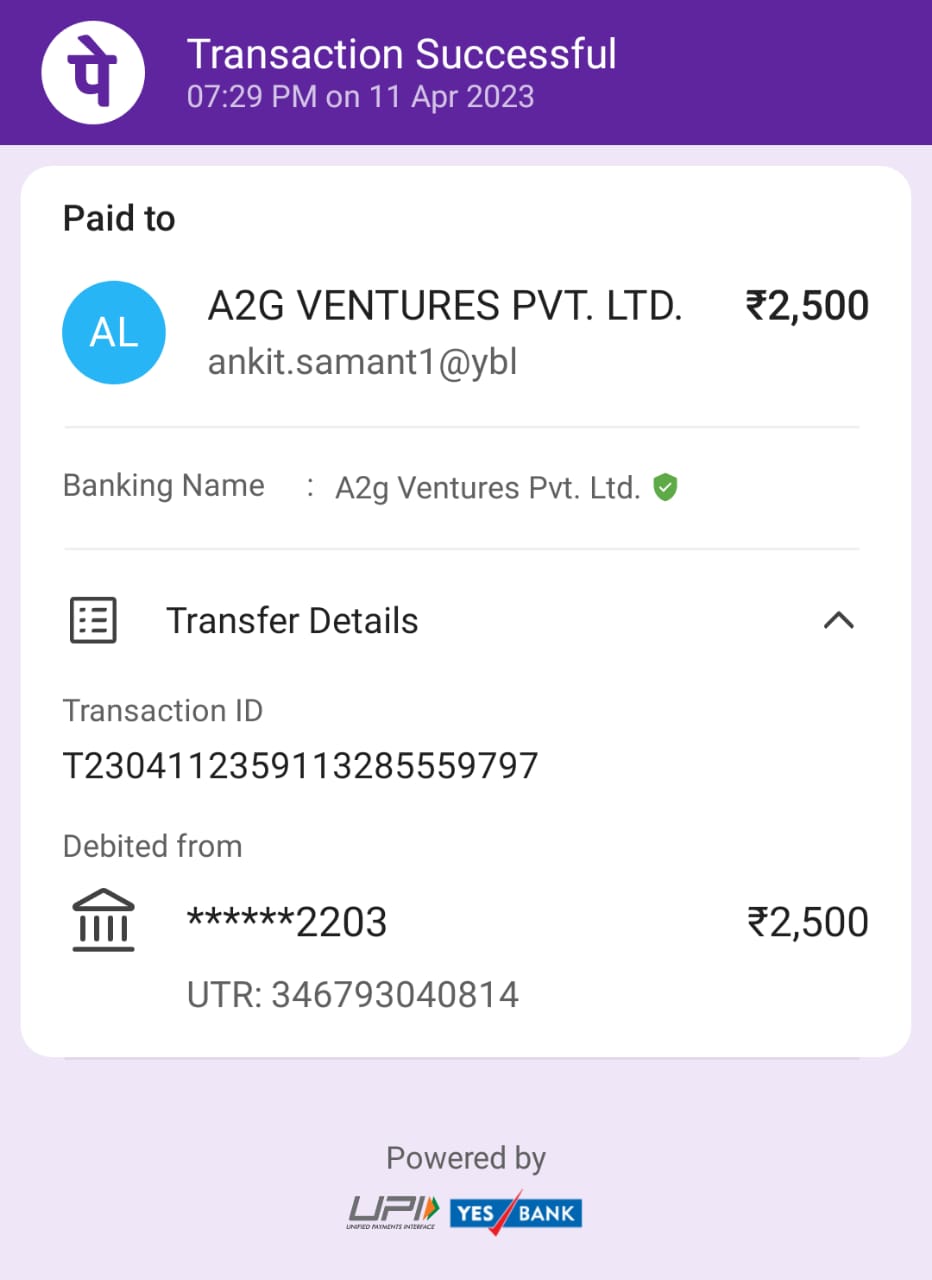 पे
Transaction Successful
07:29 PM on 11 Apr 2023
Paid to
AL
A2G VENTURES PVT. LTD.
₹2,500
ankit.samant1@ybl
Banking Name : A2g Ventures Pvt. Ltd.
Transfer Details
Transaction ID
T2304112359113285559797
Debited from
******2203
₹2,500
UTR: 346793040814
Powered by
UPI
UNIFIED PAYMENTS INTERFACE
YES BANK